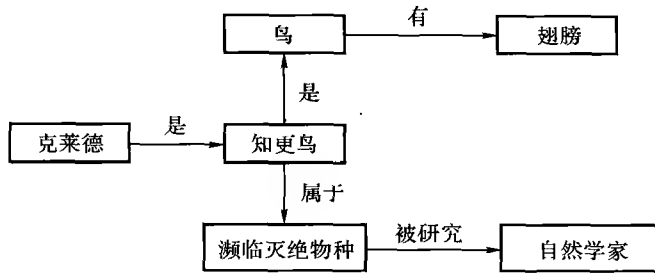 鸟
有
翅膀
是
克莱德
是
知更鸟
属于
濒临灭绝物种
被研究
自然学家